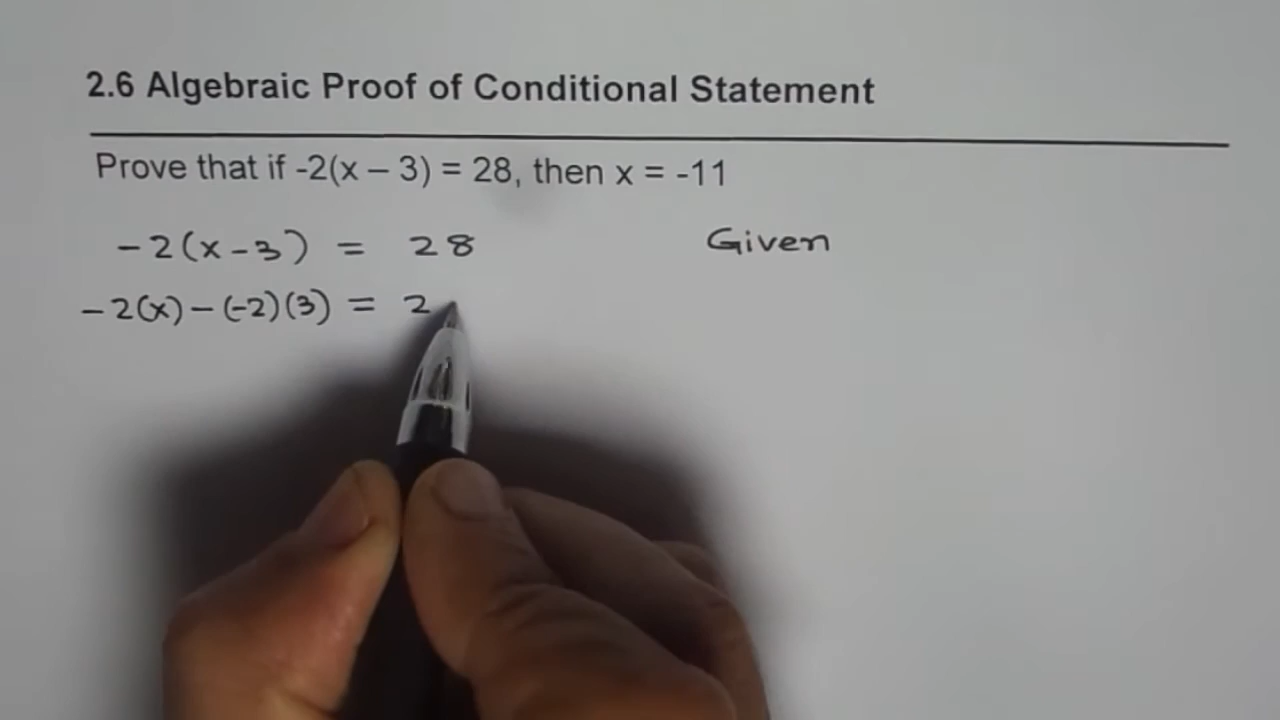 2.6 Algebraic Proof of Conditional Statement
Prove that if -2(x – 3) = 28, then x = -11
-2(x-3) = 28 Given
-2(x)-(-2)(3) = 2